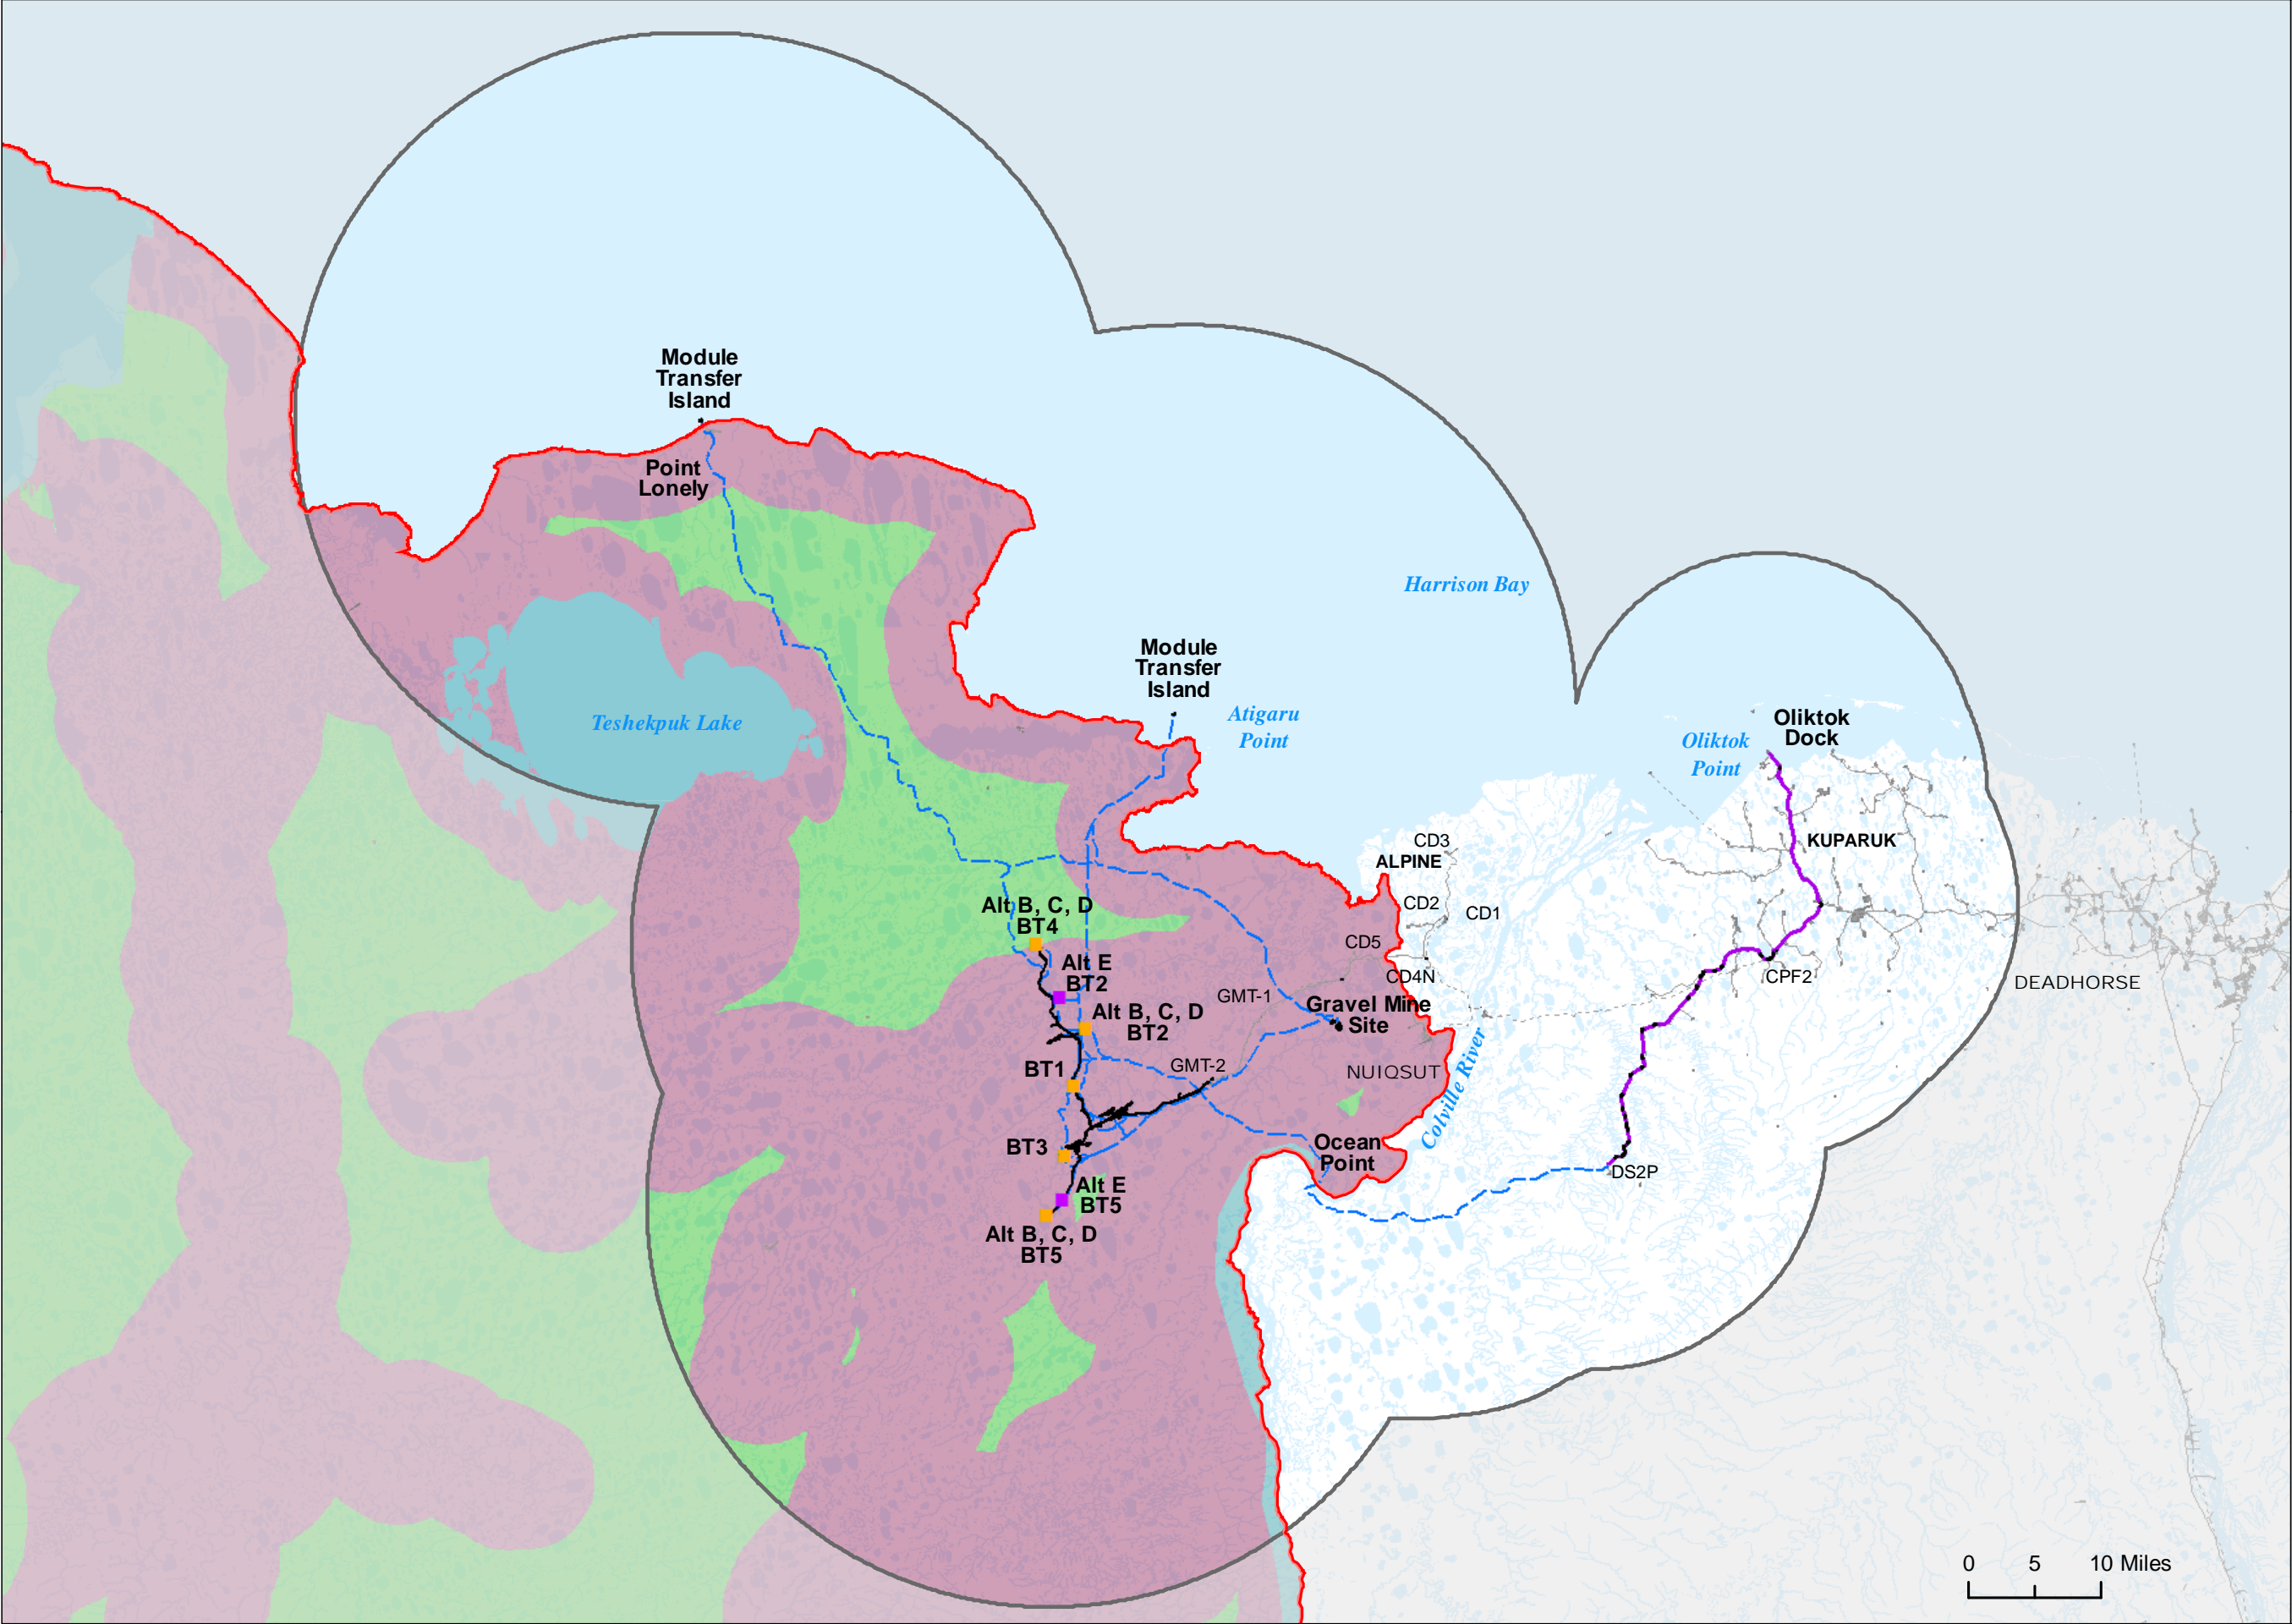 Module
Transfer
Island
Point
Lonely
Harrison Bay
Module
Transfer
Island
Teshekpuk Lake
Atigaru
Point
Oliktok
Dock
Oliktok
Point
KUPARUK
CD3
ALPINE
Alt B, C, D
BT4
CD2
CD1
CD5
Alt E
BT2
CD4N
CPF2
DEADHORSE
GMT-1
Gravel Mine
Site
Alt B, C, D
BT2
BT1
GMT-2
NUIQSUT
Colville River
BT3
Ocean
Point
DS2P
Alt E
BT5
Alt B, C, D
BT5
0 5 10 Miles